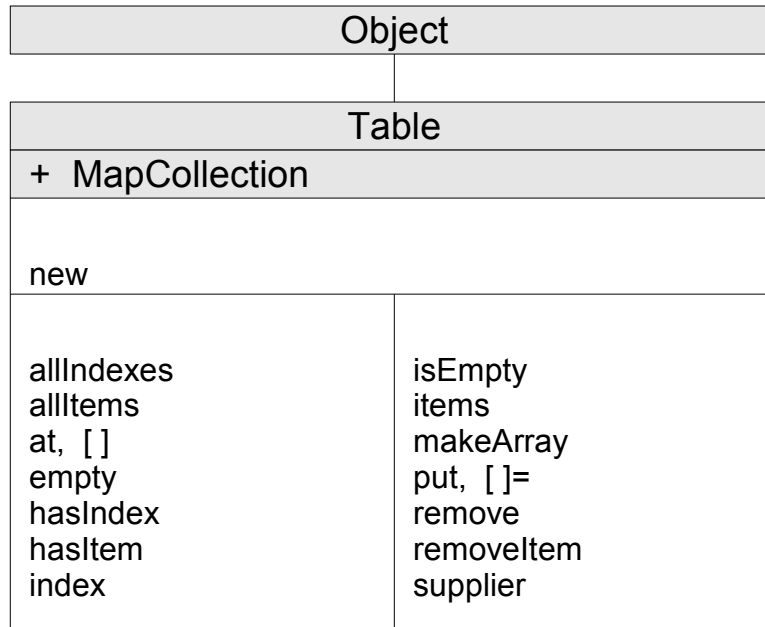 Object
Table
+ MapCollection
new
allIndexes
allItems
at, [ ]
empty
hasIndex
hasItem
index
isEmpty
items
makeArray
put, [ ]=
remove
removeItem
supplier